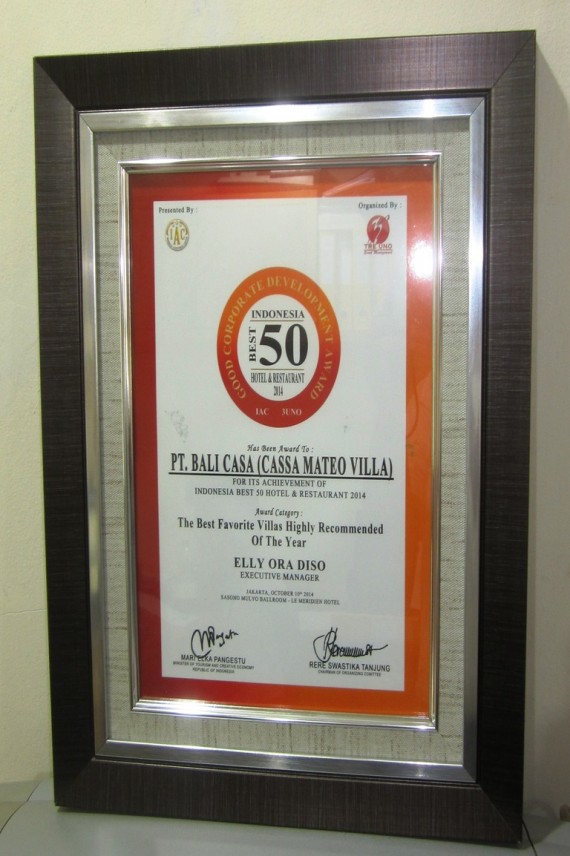 Presented By :
Organized By :
IAC
3
TRE UNO
Event Management
GOOD CORPORATE DEVELOPMENT AWARD
INDONESIA
BEST
50
HOTEL & RESTAURANT
2014
IAC 3UNO
Has Been Award To :
PT. BALI CASA (CASSA MATEO VILLA)
FOR ITS ACHIEVEMENT OF
INDONESIA BEST 50 HOTEL & RESTAURANT 2014
Award Category :
The Best Favorite Villas Highly Recommended
Of The Year
ELLY ORA DISO
EXECUTIVE MANAGER
JAKARTA, OCTOBER 10th 2014
SASONO MULYO BALLROOM - LE MERIDIEN HOTEL
MARI ELKA PANGESTU
MINISTER OF TOURISM AND CREATIVE ECONOMY
REPUBLIC OF INDONESIA
RERE SWASTIKA TANJUNG
CHAIRMAN OF ORGANIZING COMITTEE